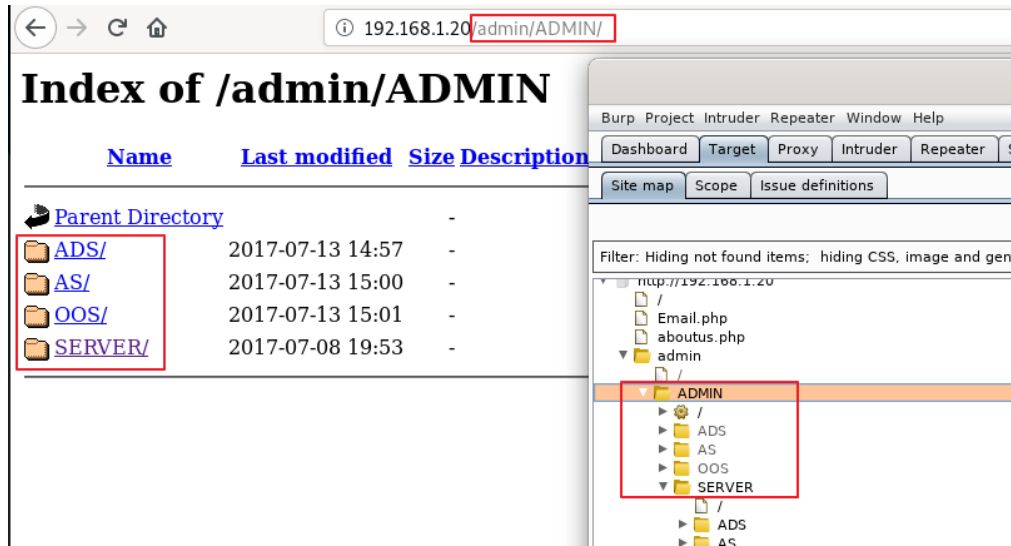 192.168.1.20/admin/ADMIN/
Index of /admin/ADMIN
Name Last modified Size Description
Parent Directory -
ADS/ 2017-07-13 14:57 -
AS/ 2017-07-13 15:00 -
OOS/ 2017-07-13 15:01 -
SERVER/ 2017-07-08 19:53 -
Burp Project Intruder Repeater Window Help
Dashboard Target Proxy Intruder Repeater
Site map Scope Issue definitions
Filter: Hiding not found items; hiding CSS, image and gen
http://192.168.1.20
/
Email.php
aboutus.php
admin
/
ADMIN
/
ADS
AS
OOS
SERVER
/
ADS
AS